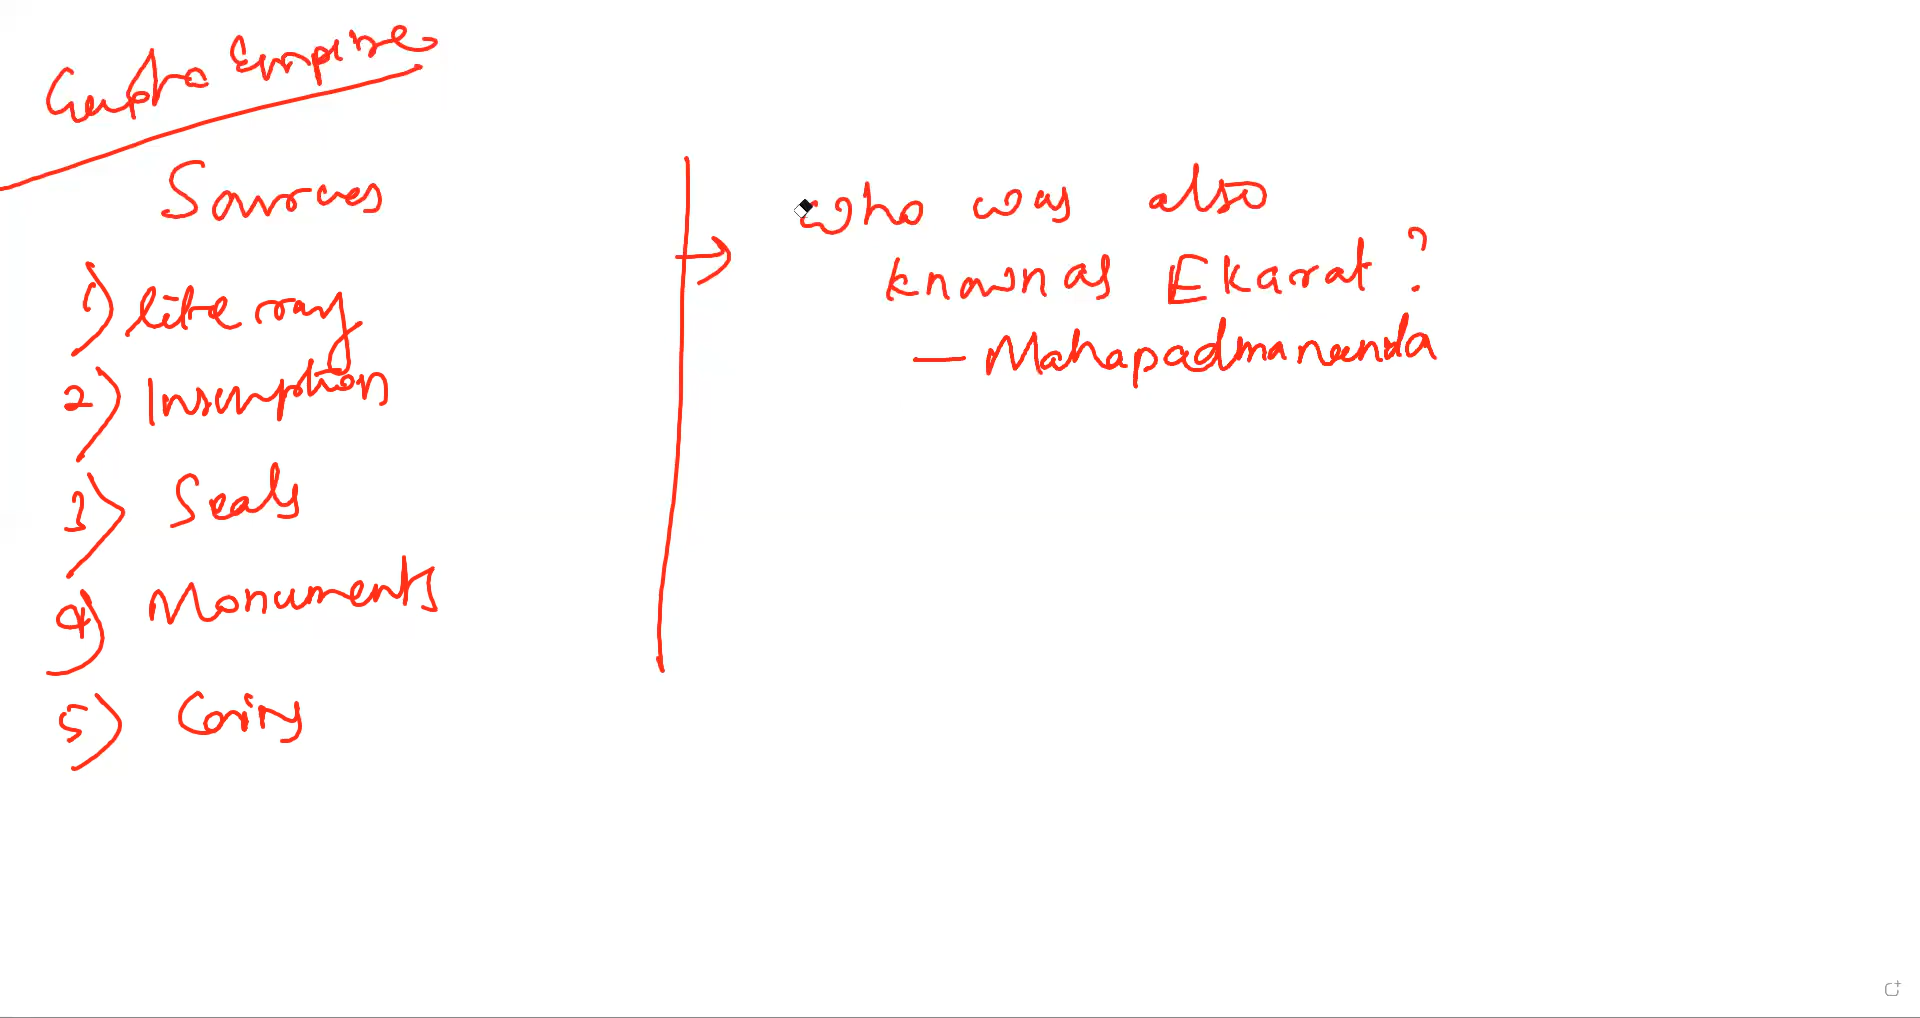 Gupta Empire
Sources
1) literary
2) Inscription
3) Seals
4) Monuments
5) Coins
→ who was also
known as Ekarat?
— Mahapadmananda